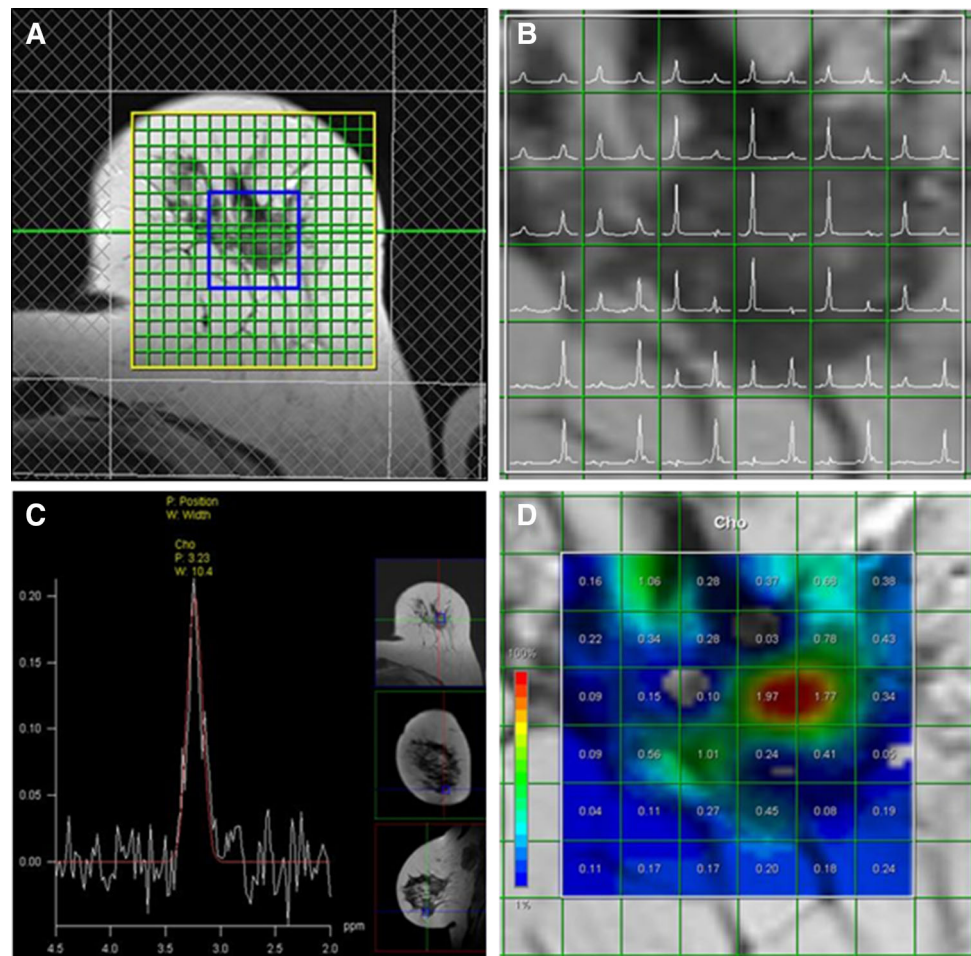 A
B
C
P: Position
W: Width
Cho
P: 3.23
W: 10.4
0.20
0.15
0.10
0.05
0.00
4.5 4.0 3.5 3.0 2.5 2.0
ppm
D
Cho
0.16 1.06 0.28 0.37 0.66 0.38
0.22 0.34 0.28 0.03 0.78 0.43
100%
0.09 0.15 0.10 1.97 1.77 0.34
0.09 0.56 1.01 0.24 0.41 0.05
0.04 0.11 0.27 0.45 0.08 0.19
0.11 0.17 0.17 0.20 0.18 0.24
1%